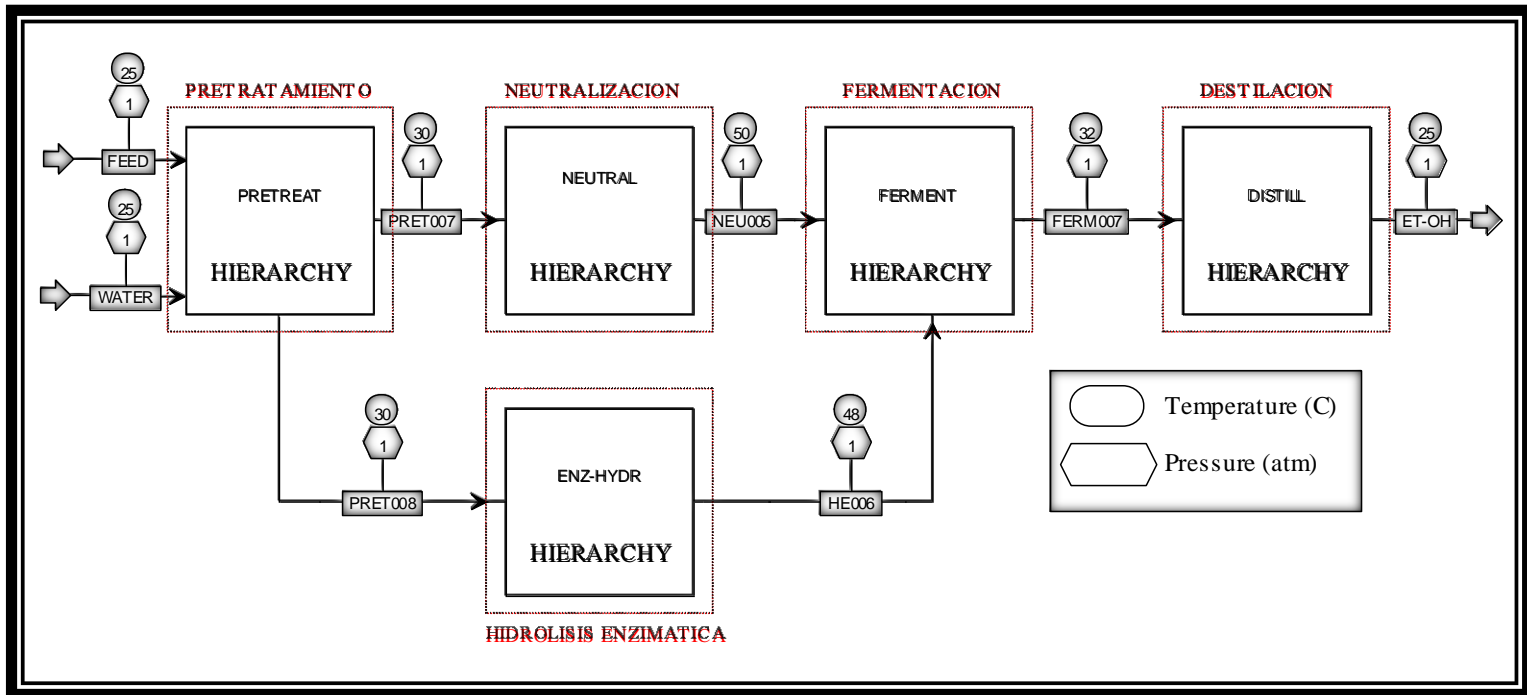 25
1
FEED
25
1
WATER
PRETRATAMIENTO
PRETREAT
HIERARCHY
30
1
PRET007
NEUTRALIZACION
NEUTRAL
HIERARCHY
50
1
NEU005
FERMENTACION
FERMENT
HIERARCHY
32
1
FERM007
DESTILACION
DISTILL
HIERARCHY
25
1
ET-OH
30
1
PRET008
ENZ-HYDR
HIERARCHY
HIDROLISIS ENZIMATICA
48
1
HE006
Temperature (C)
Pressure (atm)